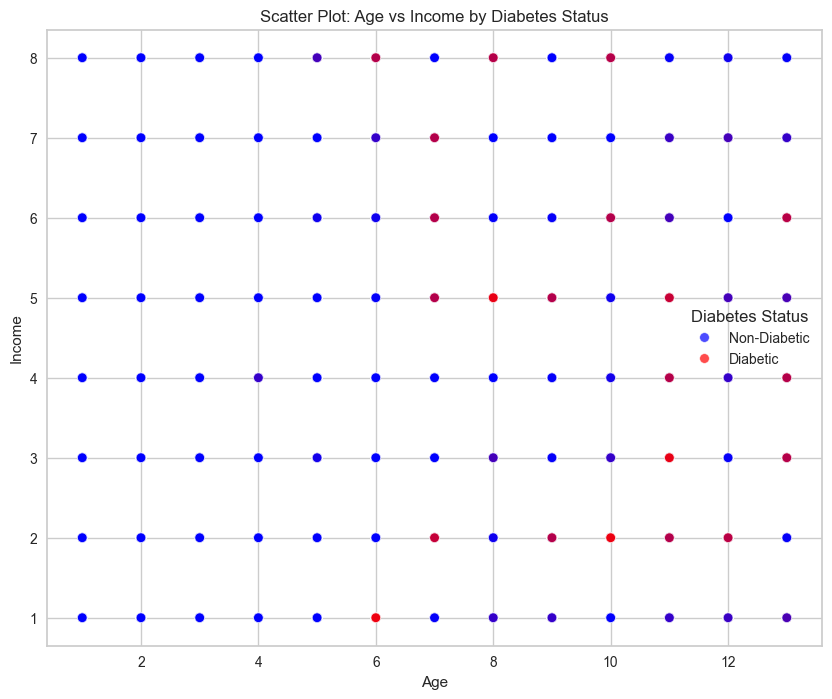 Scatter Plot: Age vs Income by Diabetes Status
8
7
6
5
4
3
2
1
Income
Diabetes Status
Non-Diabetic
Diabetic
2 4 6 8 10 12
Age